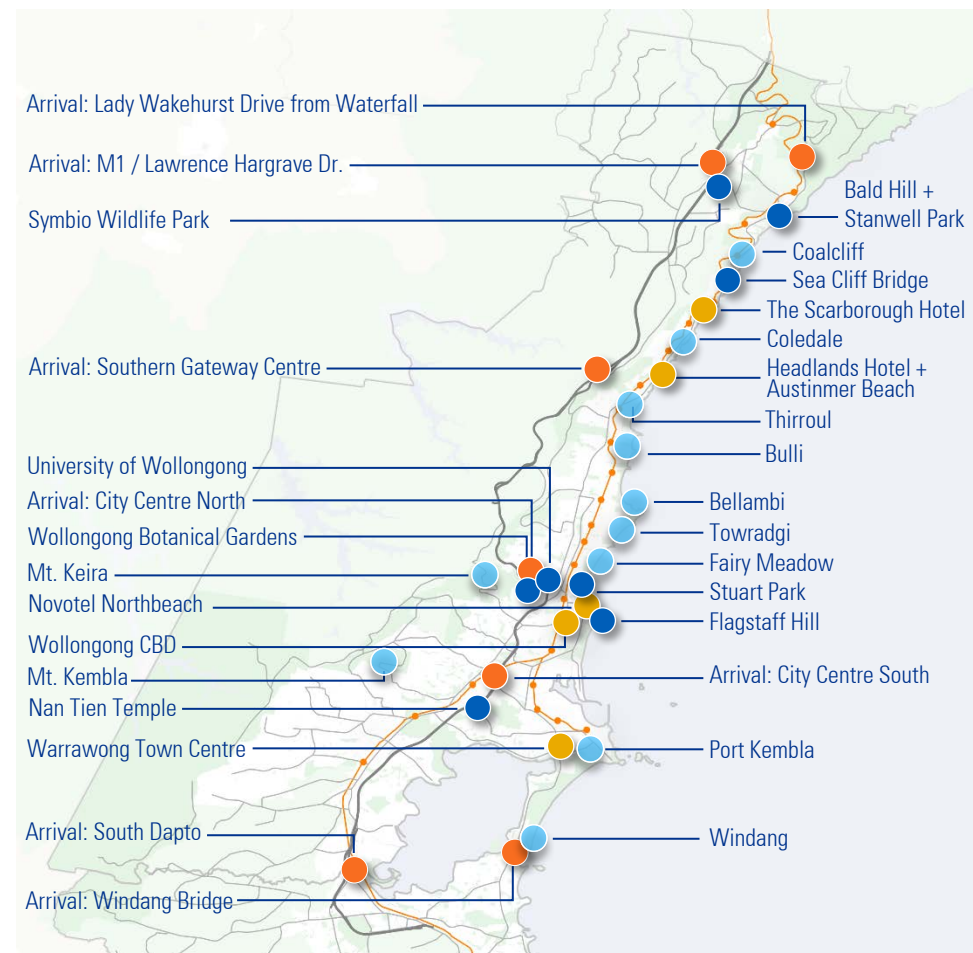 Arrival: Lady Wakehurst Drive from Waterfall
Arrival: M1 / Lawrence Hargrave Dr.
Symbio Wildlife Park
Bald Hill +
Stanwell Park
Coalcliff
Sea Cliff Bridge
The Scarborough Hotel
Coledale
Arrival: Southern Gateway Centre
Headlands Hotel +
Austinmer Beach
Thirroul
Bulli
University of Wollongong
Arrival: City Centre North
Wollongong Botanical Gardens
Mt. Keira
Novotel Northbeach
Wollongong CBD
Mt. Kembla
Nan Tien Temple
Warrawong Town Centre
Bellambi
Towradgi
Fairy Meadow
Stuart Park
Flagstaff Hill
Arrival: City Centre South
Port Kembla
Arrival: South Dapto
Windang
Arrival: Windang Bridge